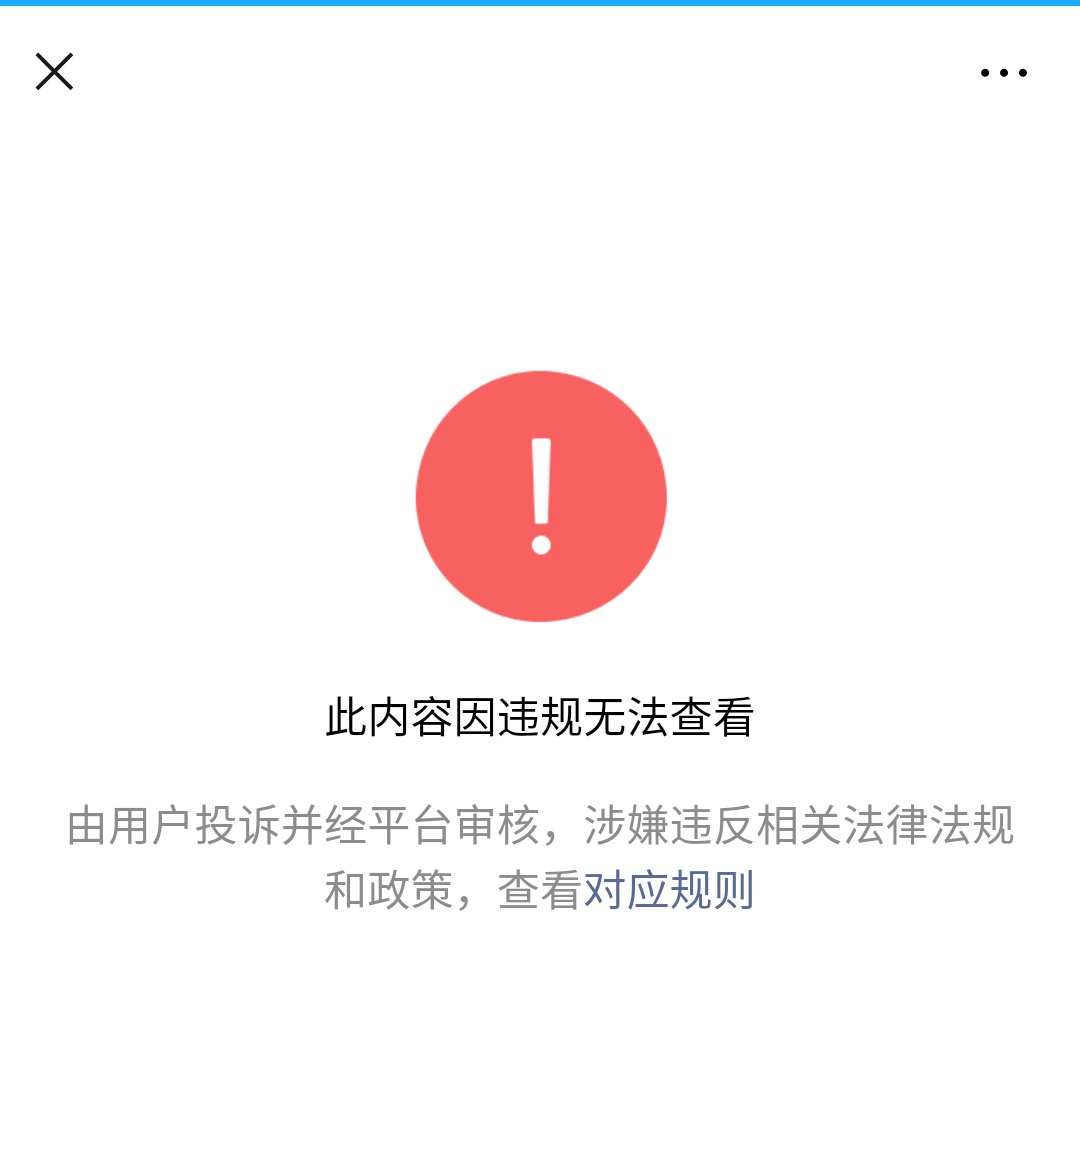 此内容因违规无法查看
由用户投诉并经平台审核，涉嫌违反相关法律法规
和政策，查看对应规则